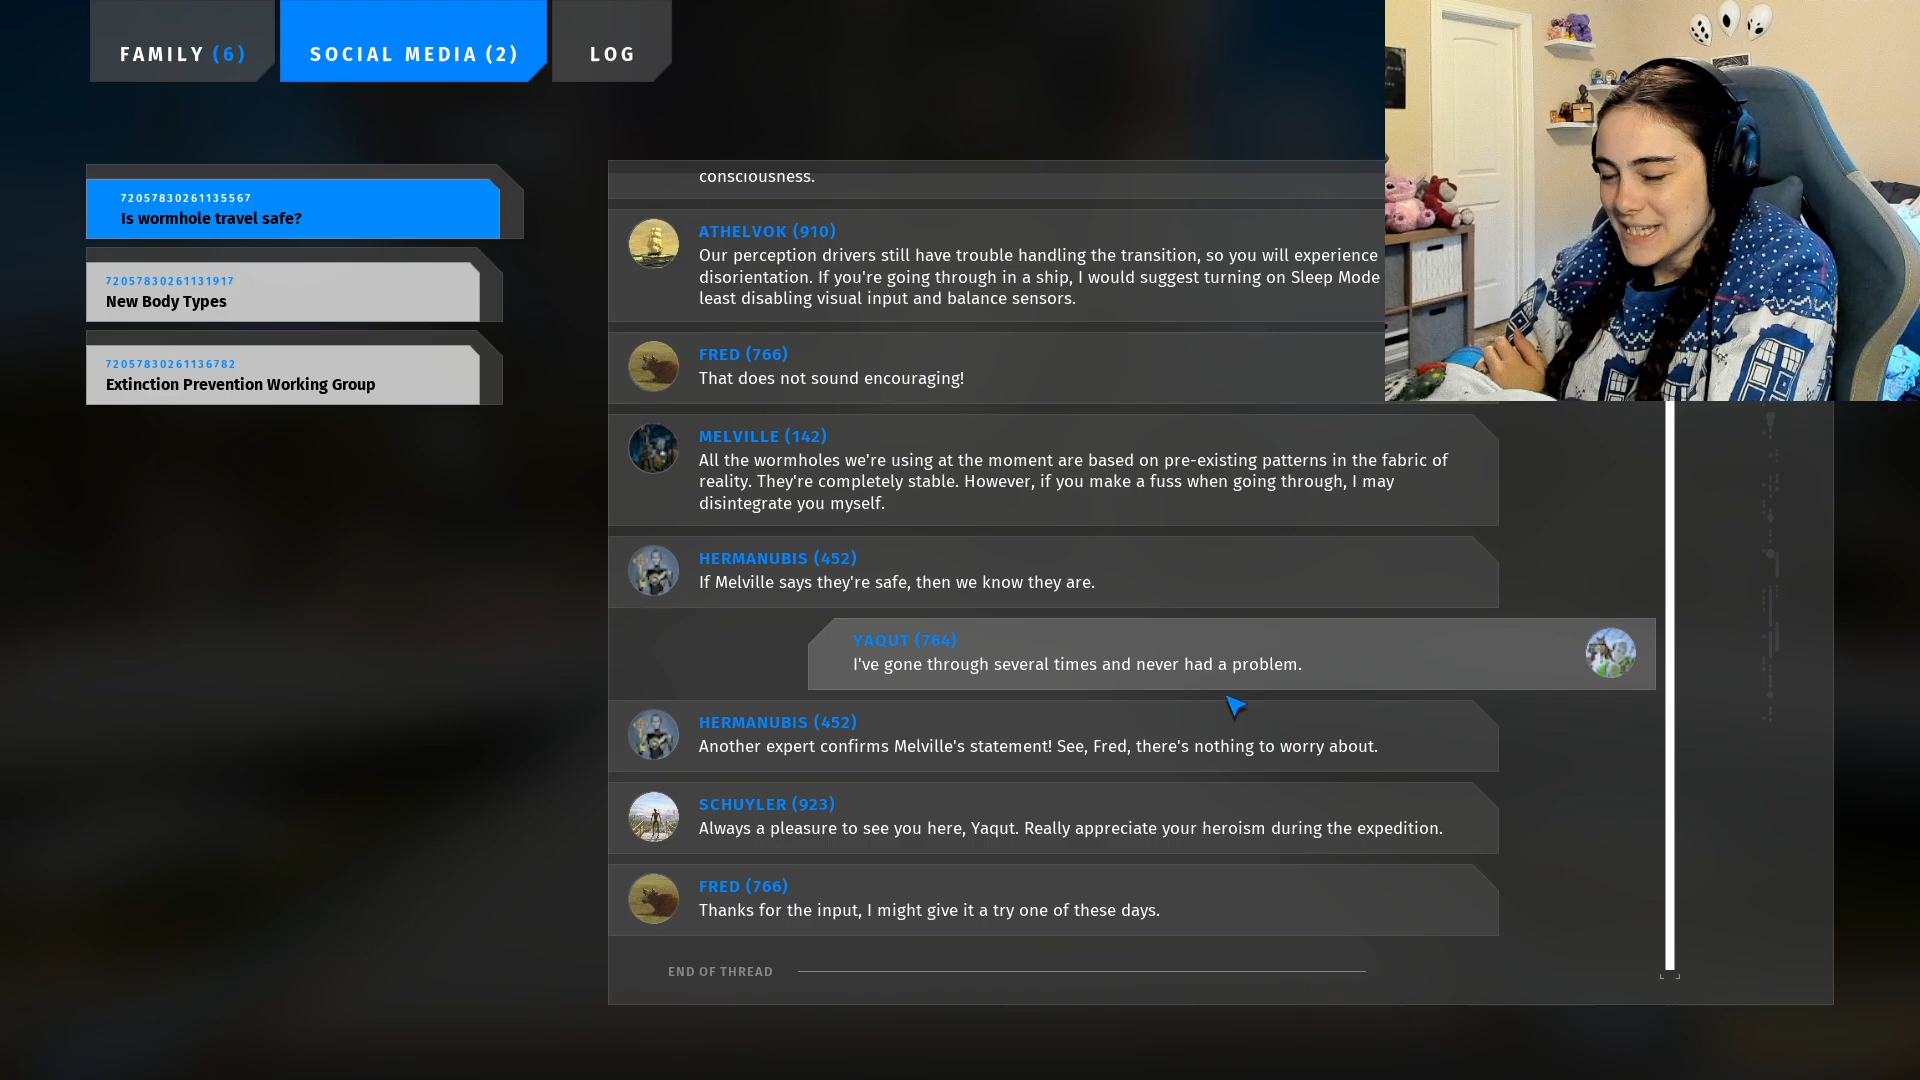 FAMILY (6)
SOCIAL MEDIA (2)
LOG
72057830261135567
Is wormhole travel safe?
72057830261131917
New Body Types
72057830261136782
Extinction Prevention Working Group
consciousness.
ATHELVOK (910)
Our perception drivers still have trouble handling the transition, so you will experience
disorientation. If you're going through in a ship, I would suggest turning on Sleep Mode
least disabling visual input and balance sensors.
FRED (766)
That does not sound encouraging!
MELVILLE (142)
All the wormholes we're using at the moment are based on pre-existing patterns in the fabric of
reality. They're completely stable. However, if you make a fuss when going through, I may
disintegrate you myself.
HERMANUBIS (452)
If Melville says they're safe, then we know they are.
YAQUT (764)
I've gone through several times and never had a problem.
HERMANUBIS (452)
Another expert confirms Melville's statement! See, Fred, there's nothing to worry about.
SCHUYLER (923)
Always a pleasure to see you here, Yaqut. Really appreciate your heroism during the expedition.
FRED (766)
Thanks for the input, I might give it a try one of these days.
END OF THREAD